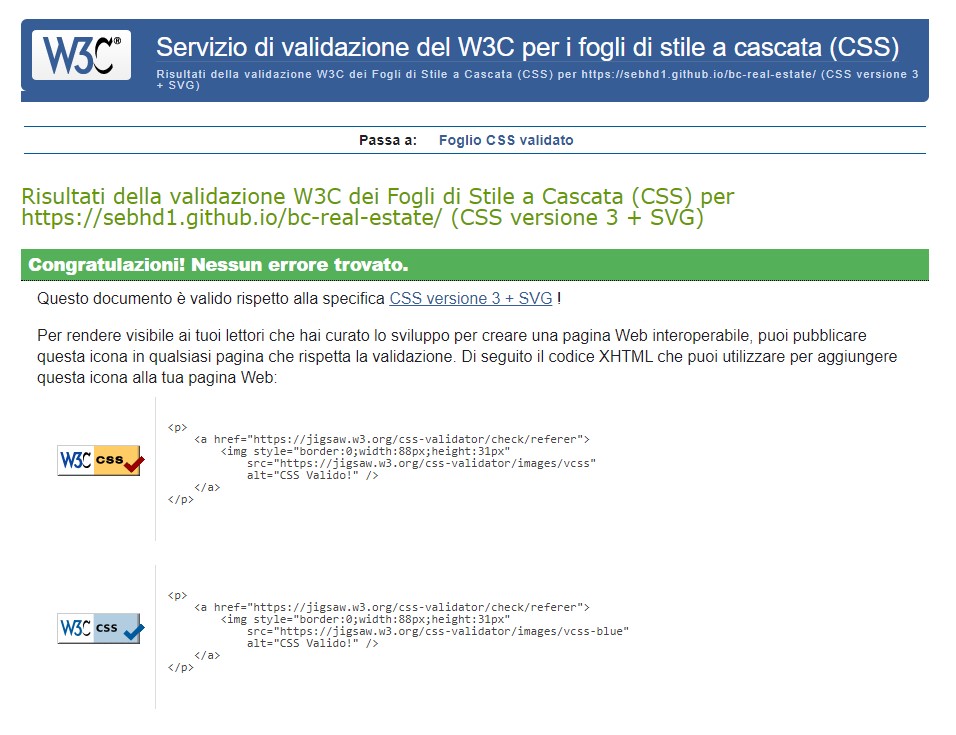 W3C®
Servizio di validazione del W3C per i fogli di stile a cascata (CSS)
Risultati della validazione W3C dei Fogli di Stile a Cascata (CSS) per https://sebhd1.github.io/bc-real-estate/ (CSS versione 3
+ SVG)
Passa a: Foglio CSS validato
Risultati della validazione W3C dei Fogli di Stile a Cascata (CSS) per
https://sebhd1.github.io/bc-real-estate/ (CSS versione 3 + SVG)
Congratulazioni! Nessun errore trovato.
Questo documento è valido rispetto alla specifica CSS versione 3 + SVG !
Per rendere visibile ai tuoi lettori che hai curato lo sviluppo per creare una pagina Web interoperabile, puoi pubblicare
questa icona in qualsiasi pagina che rispetta la validazione. Di seguito il codice XHTML che puoi utilizzare per aggiungere
questa icona alla tua pagina Web:
W3C css
<p>
    <a href="https://jigsaw.w3.org/css-validator/check/referer">
        <img style="border:0;width:88px;height:31px"
            src="https://jigsaw.w3.org/css-validator/images/vcss"
            alt="CSS Valido!" />
    </a>
</p>
W3C css
<p>
    <a href="https://jigsaw.w3.org/css-validator/check/referer">
        <img style="border:0;width:88px;height:31px"
            src="https://jigsaw.w3.org/css-validator/images/vcss-blue"
            alt="CSS Valido!" />
    </a>
</p>